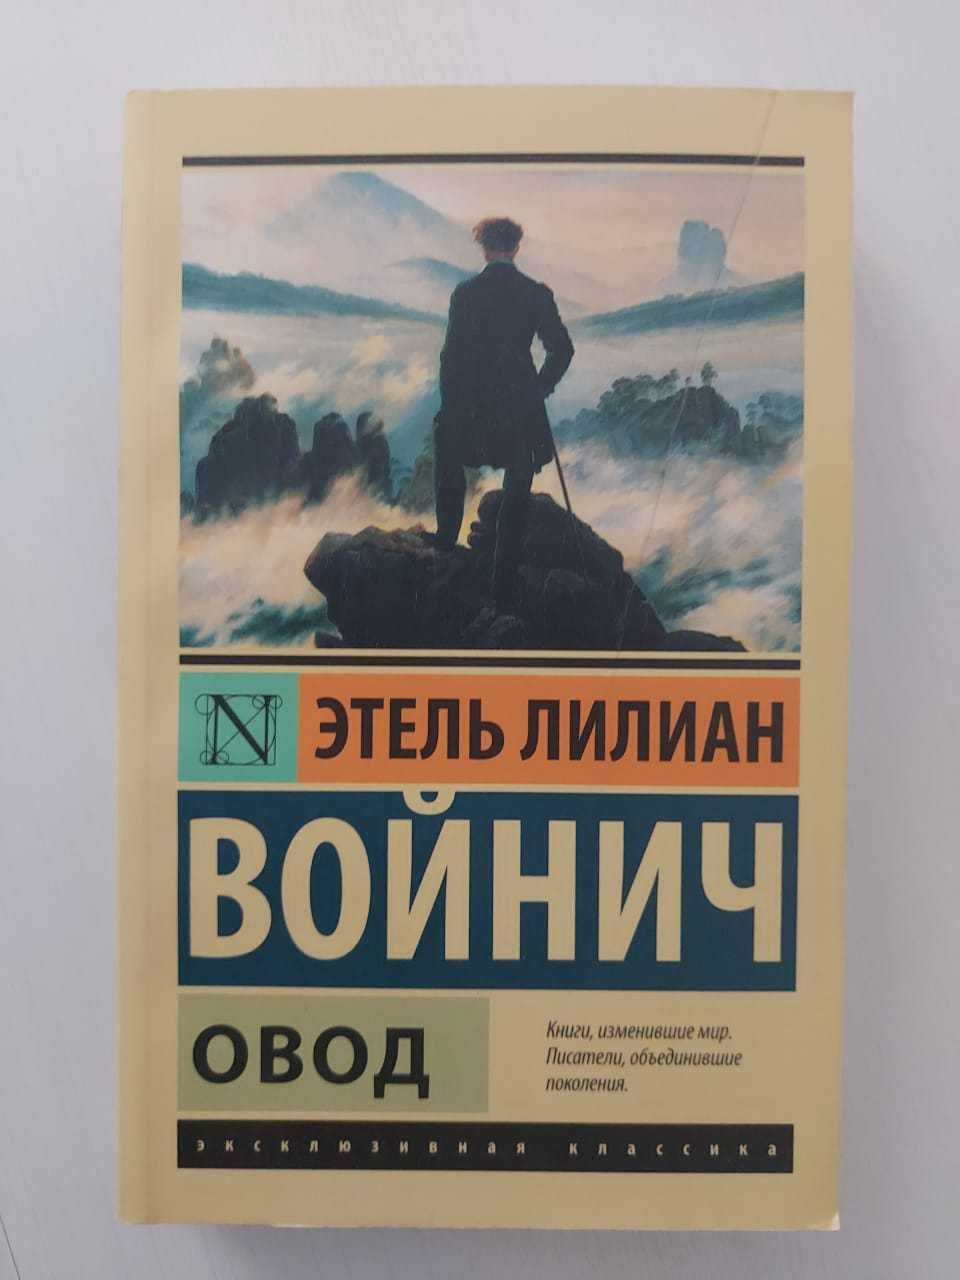 N
ЭТЕЛЬ ЛИЛИАН
ВОЙНИЧ
ОВОД
Книги, изменившие мир.
Писатели, объединившие
поколения.
эксклюзивная классика